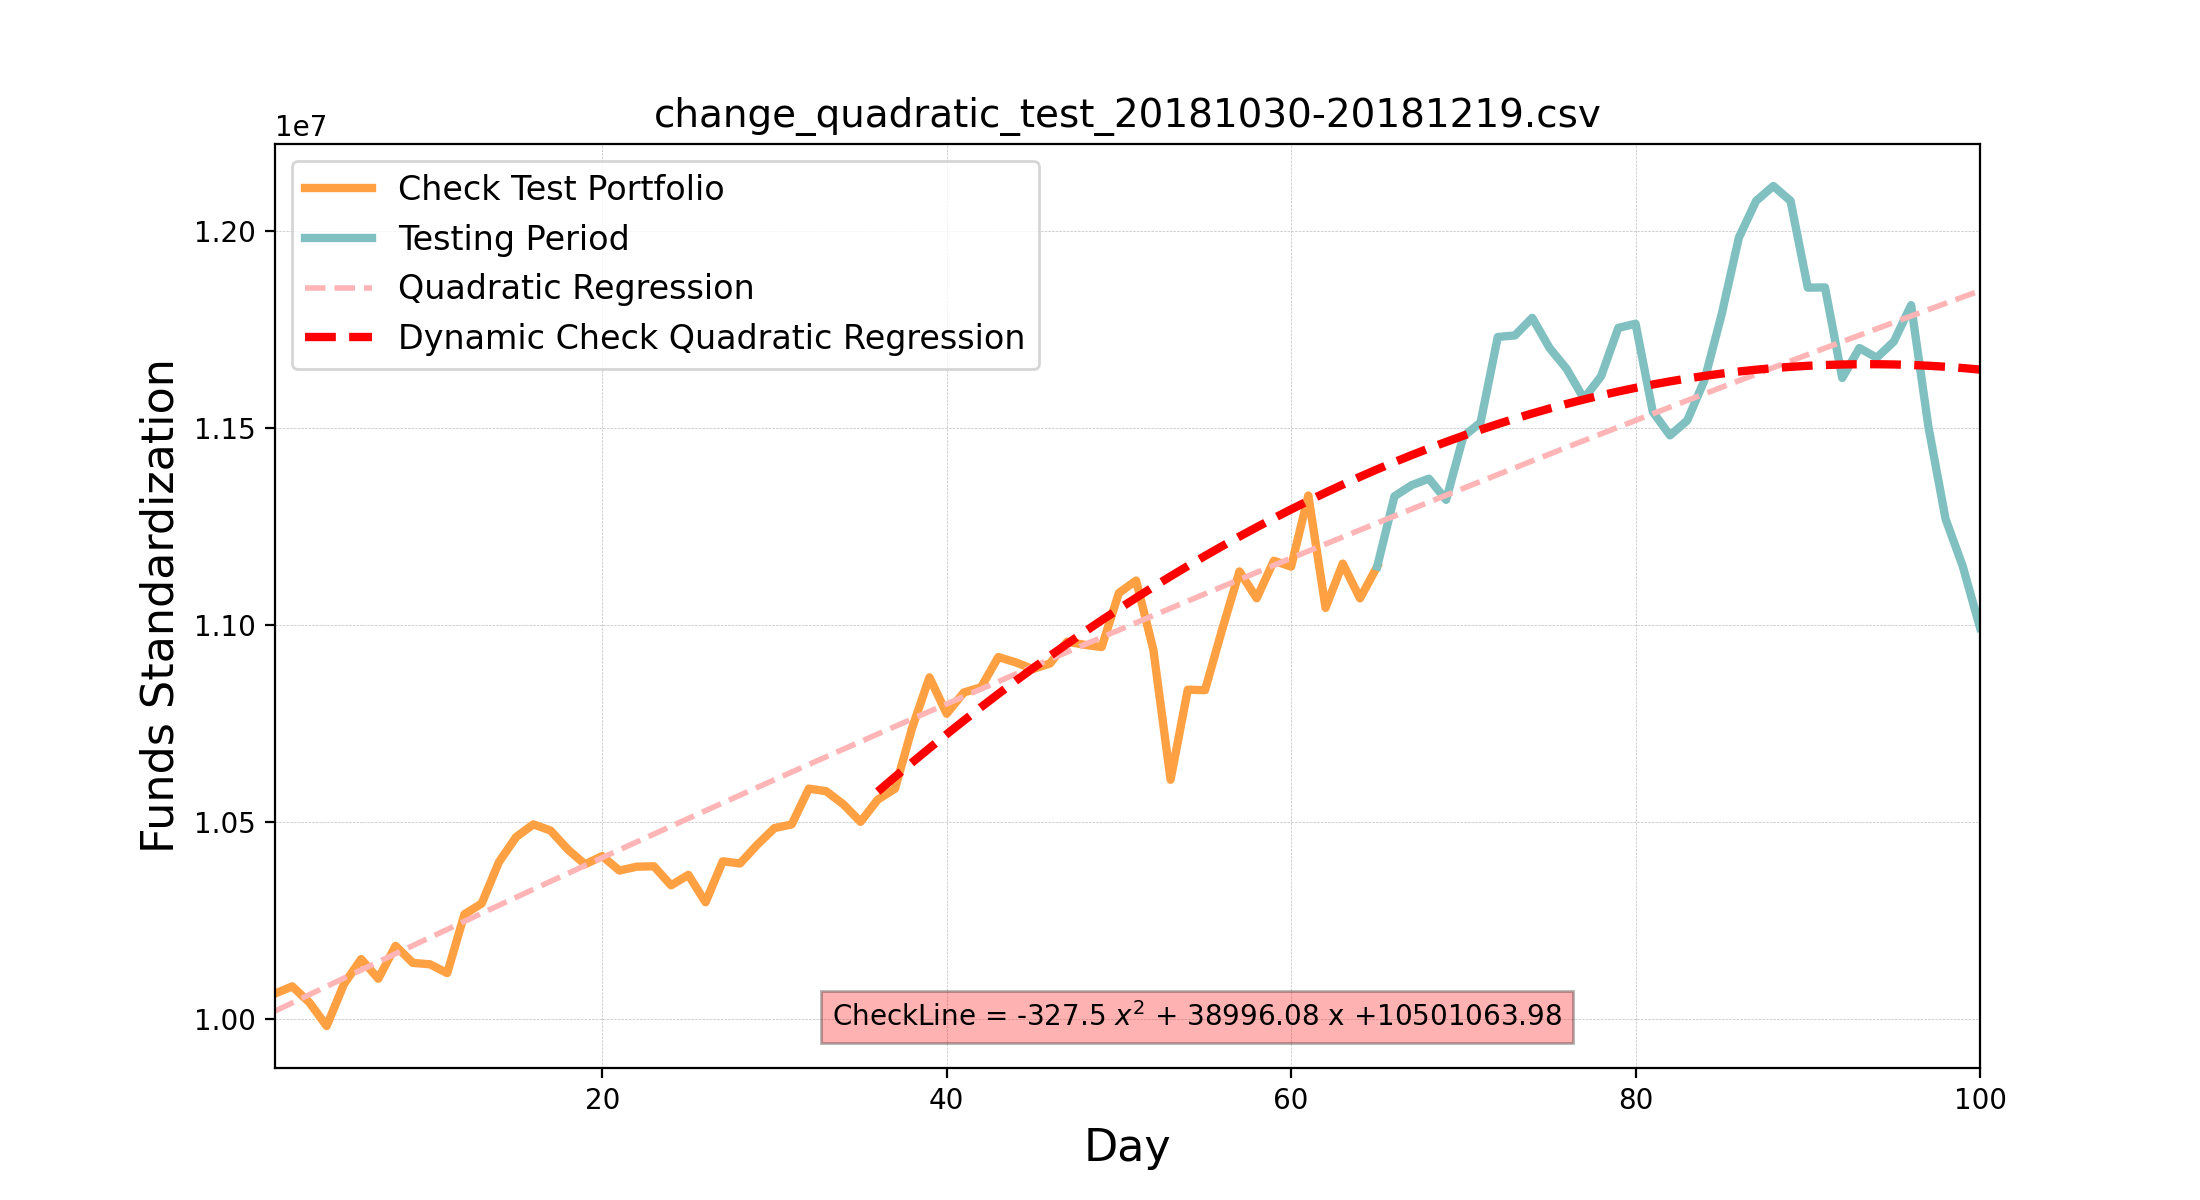 change_quadratic_test_20181030-20181219.csv
1e7
Check Test Portfolio
Testing Period
Quadratic Regression
Dynamic Check Quadratic Regression
1.20
1.15
1.10
1.05
1.00
Funds Standardization
CheckLine = -327.5 x² + 38996.08 x +10501063.98
20 40 60 80 100
Day